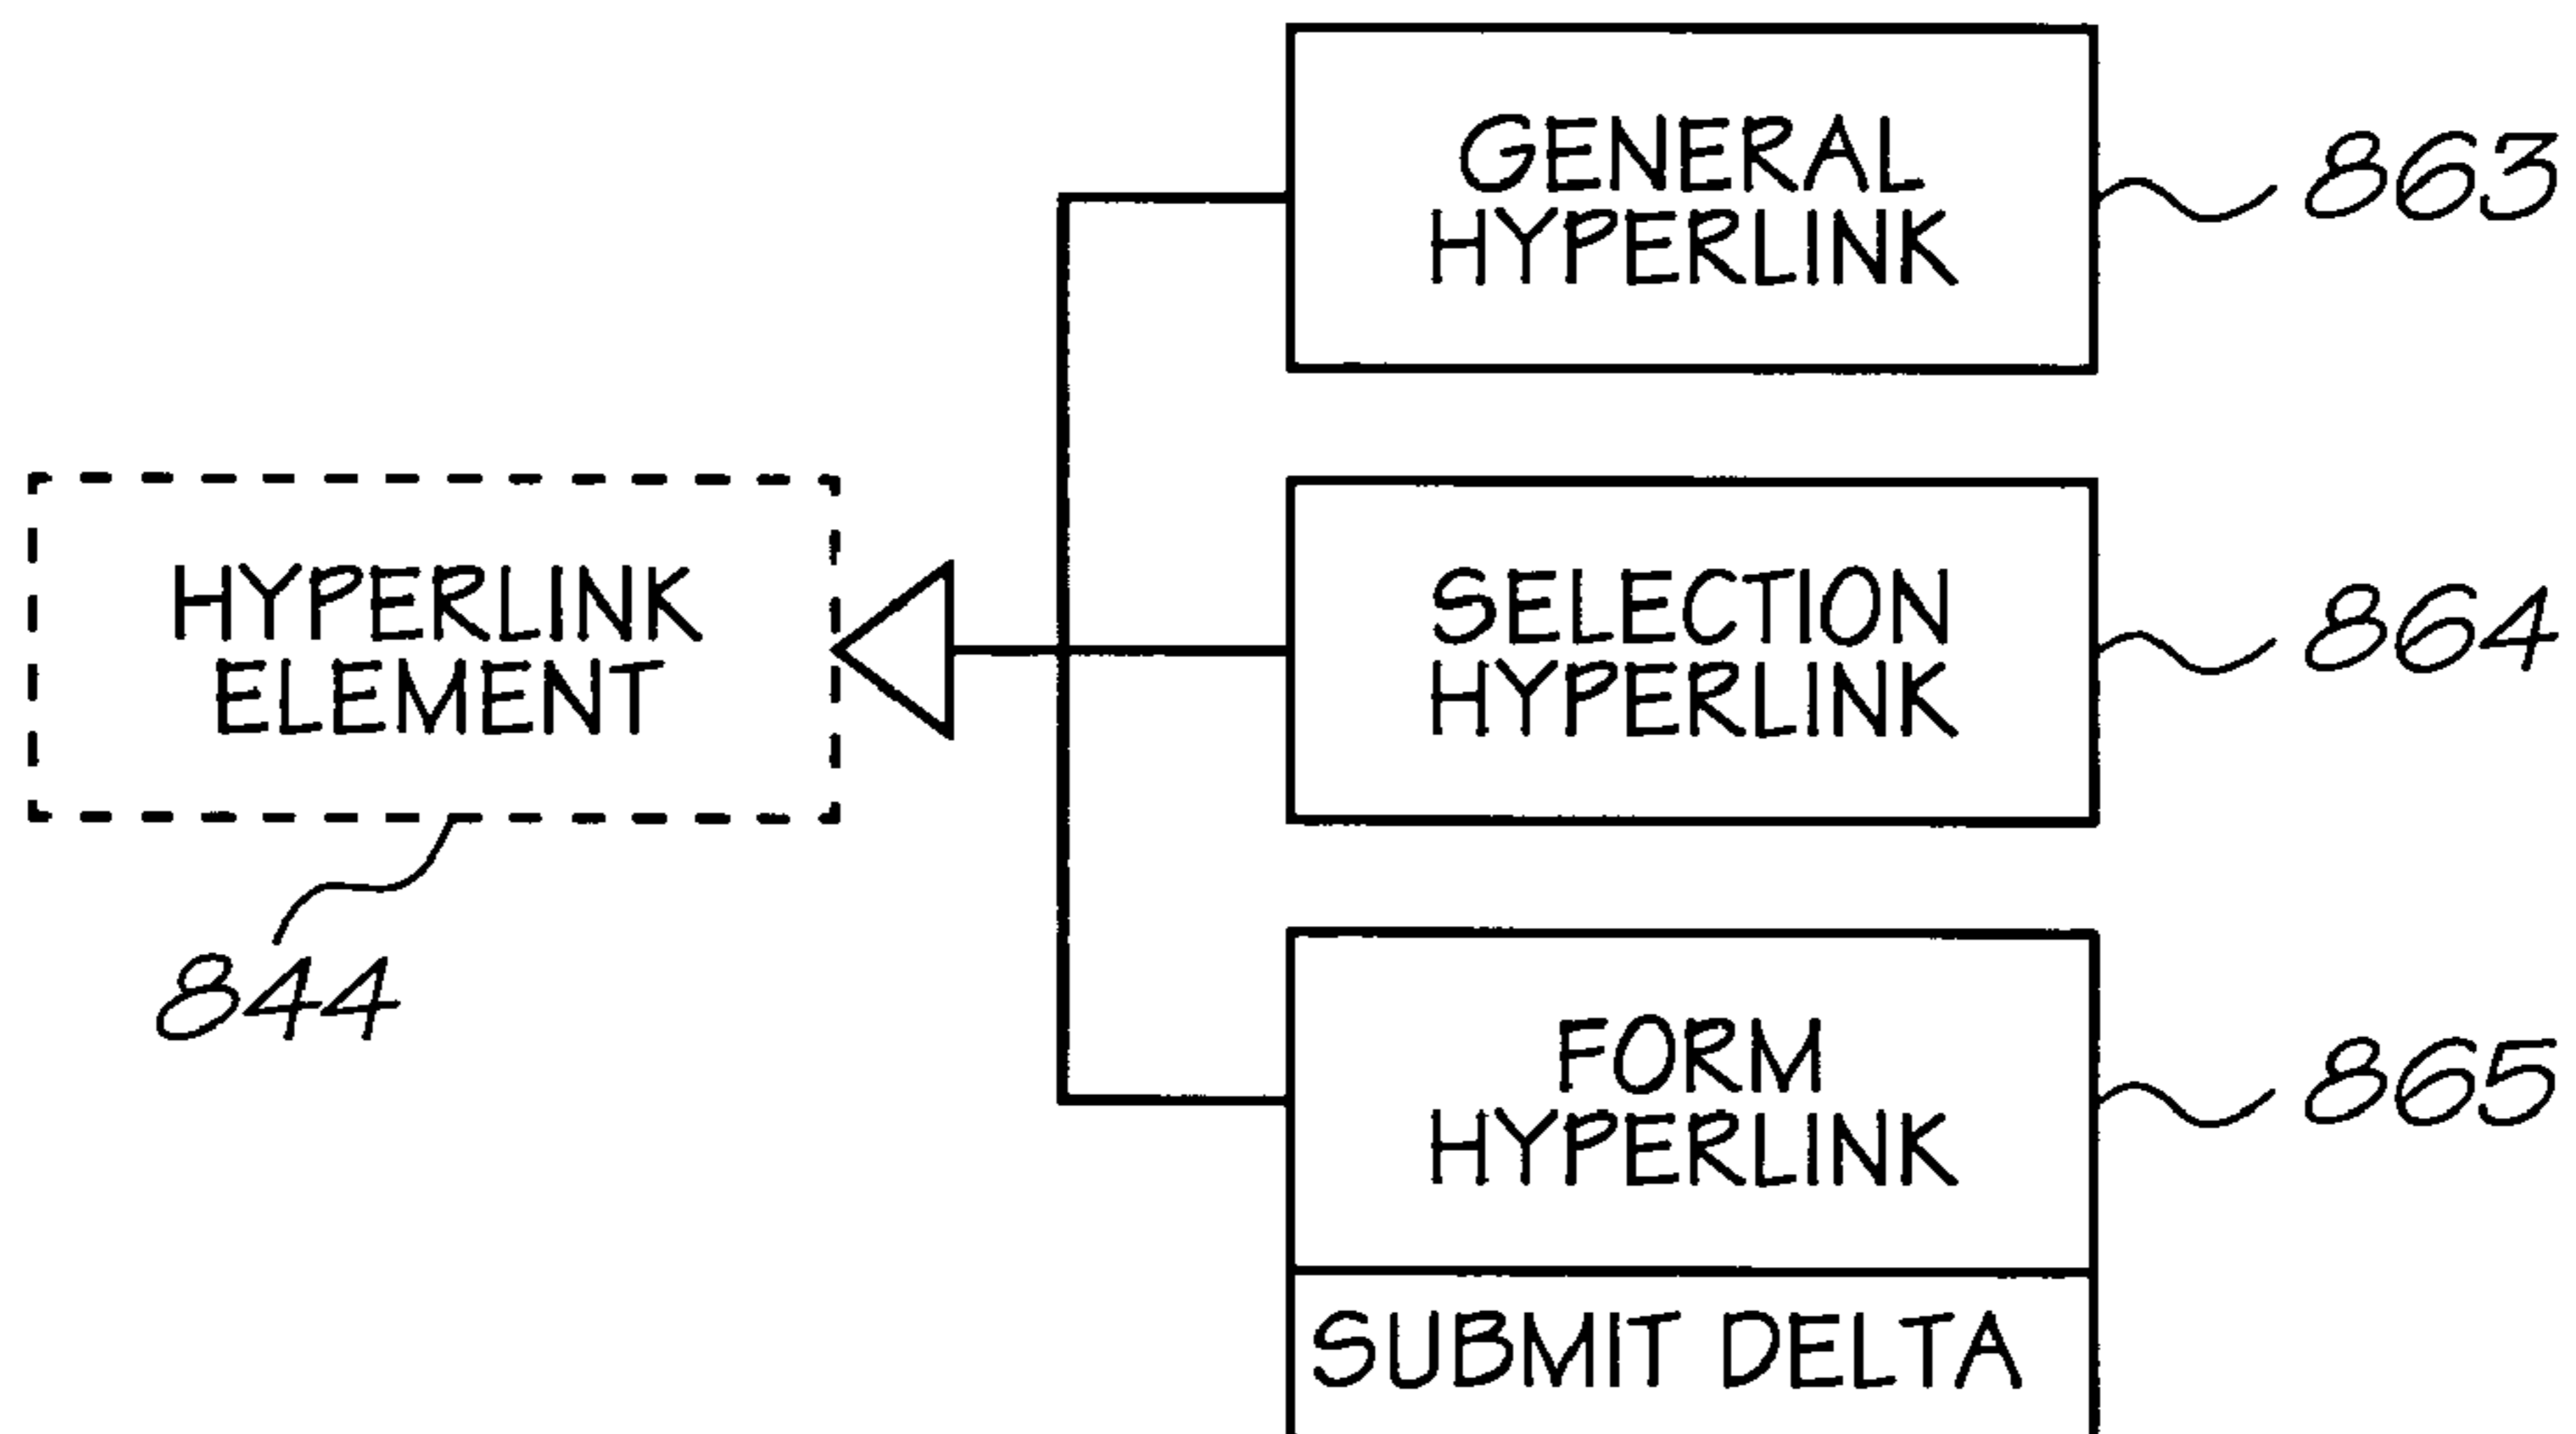 GENERAL
HYPERLINK
863
HYPERLINK
ELEMENT
844
SELECTION
HYPERLINK
864
FORM
HYPERLINK
865
SUBMIT DELTA